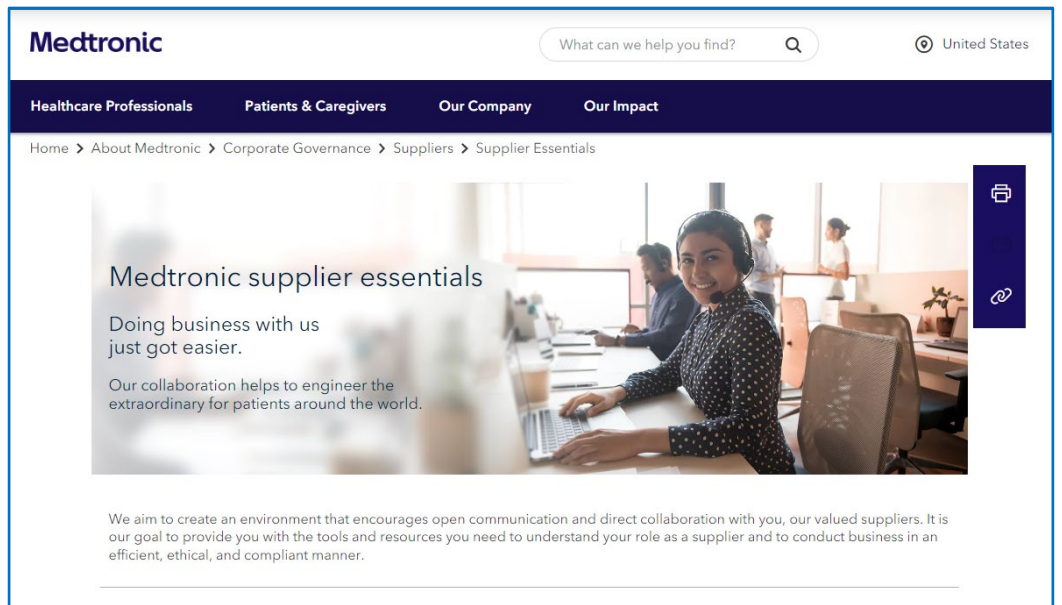 Medtronic
What can we help you find?
United States
Healthcare Professionals Patients & Caregivers Our Company Our Impact
Home > About Medtronic > Corporate Governance > Suppliers > Supplier Essentials
Medtronic supplier essentials
Doing business with us
just got easier.
Our collaboration helps to engineer the
extraordinary for patients around the world.
We aim to create an environment that encourages open communication and direct collaboration with you, our valued suppliers. It is
our goal to provide you with the tools and resources you need to understand your role as a supplier and to conduct business in an
efficient, ethical, and compliant manner.